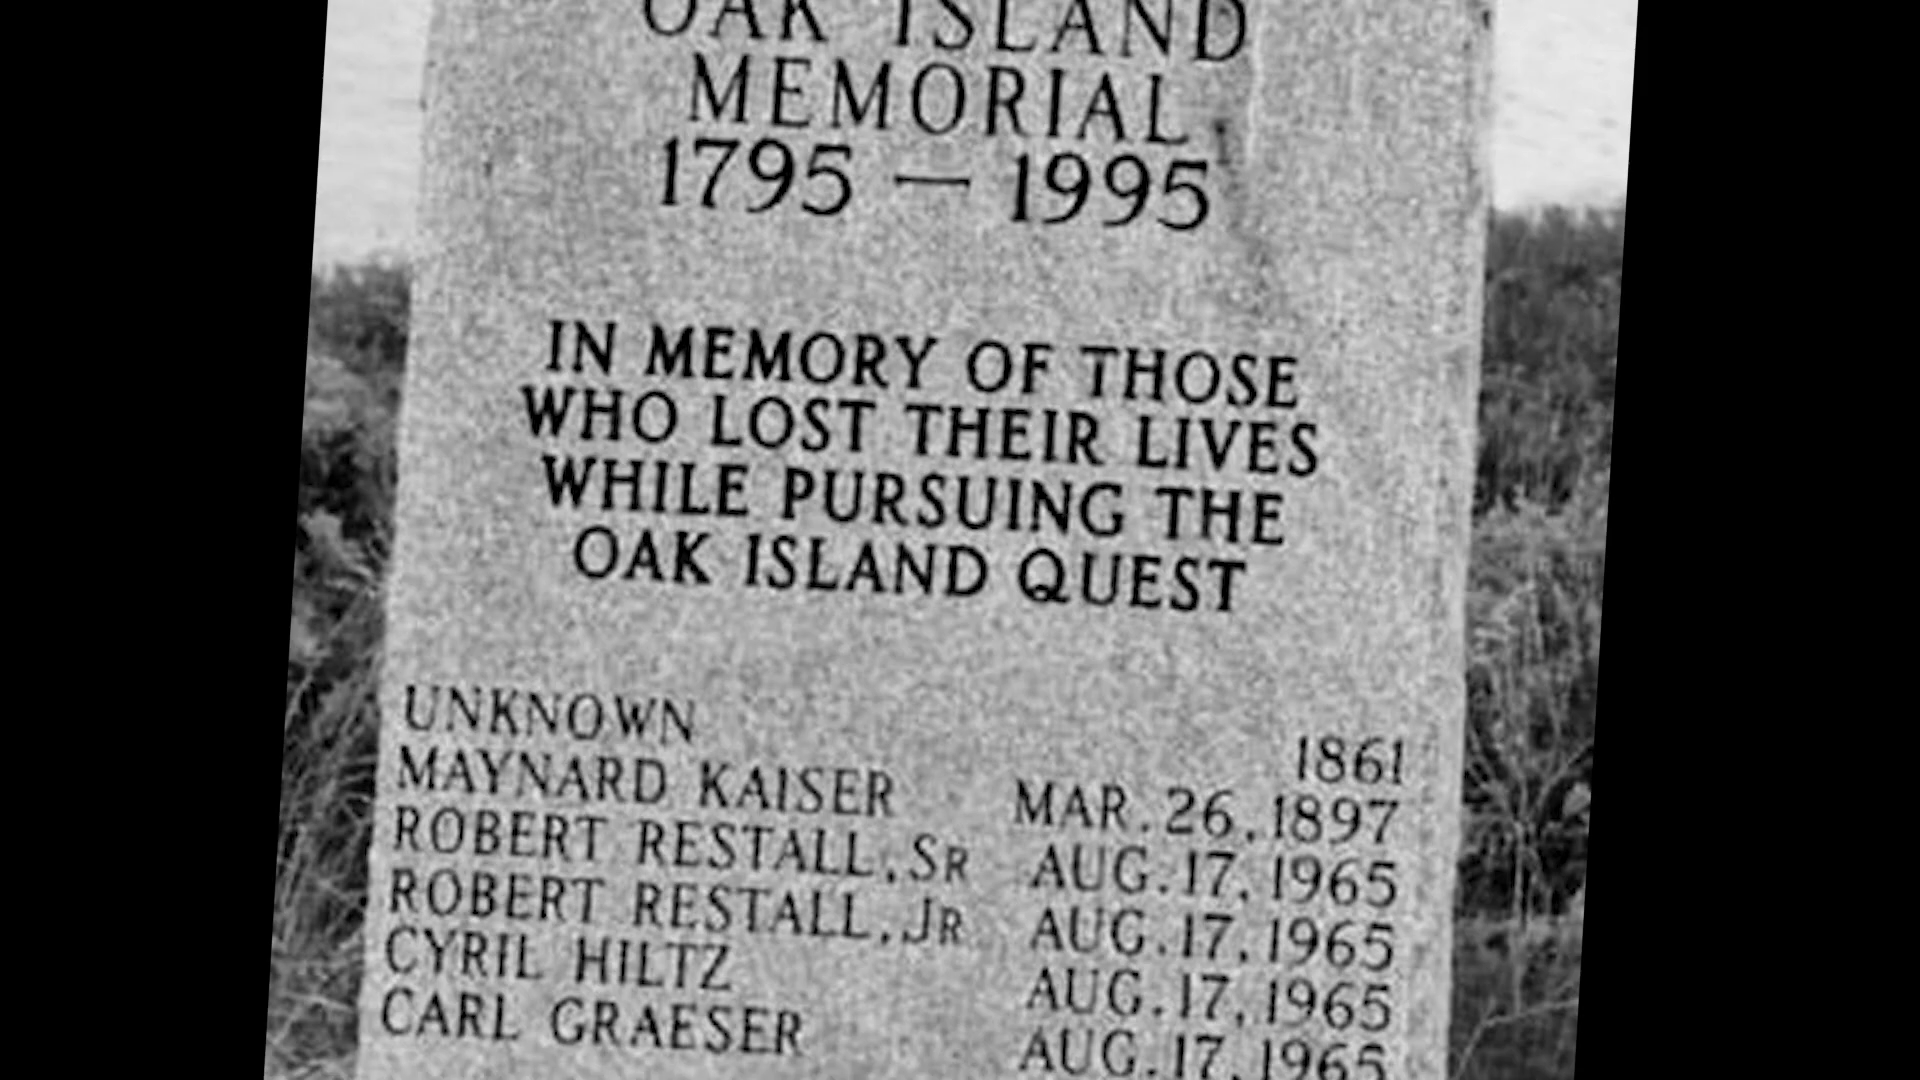 OAK ISLAND
MEMORIAL
1795 — 1995
IN MEMORY OF THOSE
WHO LOST THEIR LIVES
WHILE PURSUING THE
OAK ISLAND QUEST
UNKNOWN 1861
MAYNARD KAISER MAR. 26, 1897
ROBERT RESTALL, SR AUG. 17, 1965
ROBERT RESTALL, JR AUG. 17, 1965
CYRIL HILTZ AUG. 17, 1965
CARL GRAESER AUG. 17, 1965